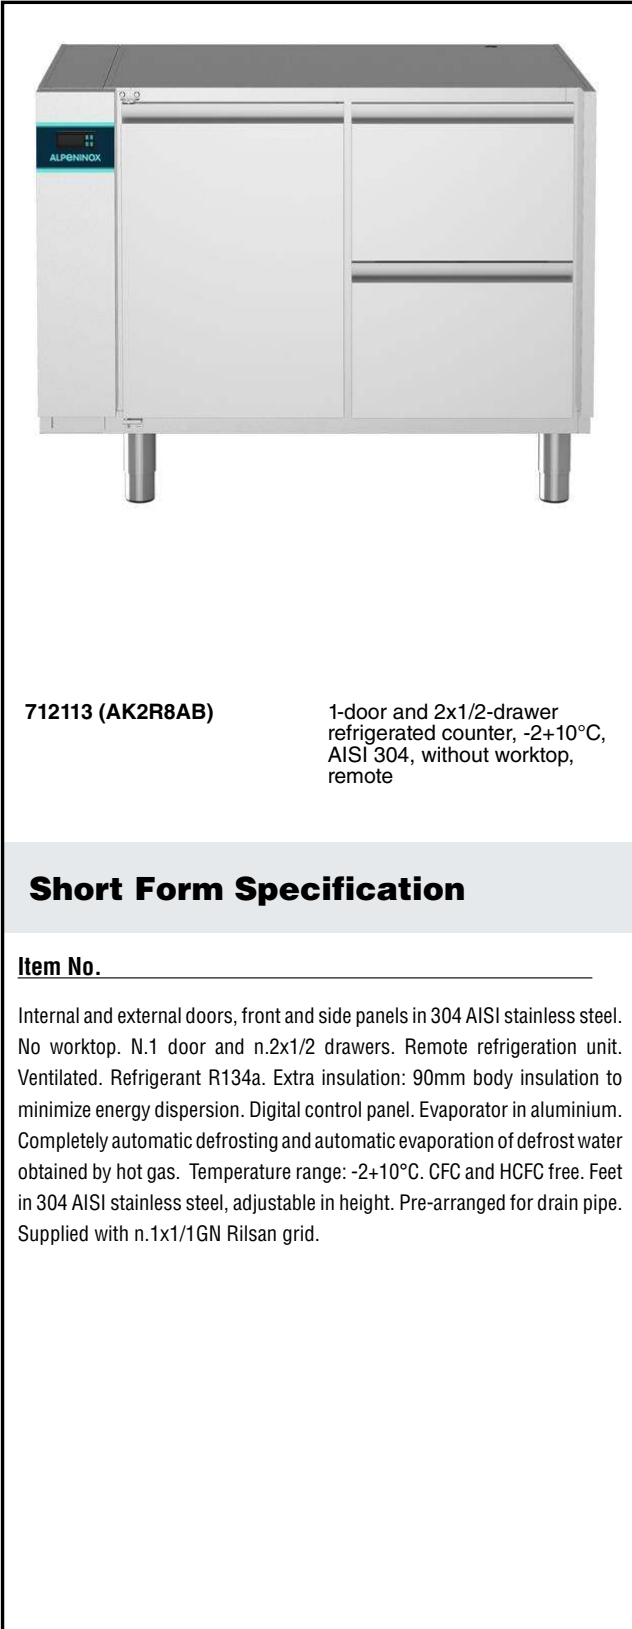 ALPENINOX
712113 (AK2R8AB)
1-door and 2x1/2-drawer
refrigerated counter, -2+10°C,
AISI 304, without worktop,
remote
Short Form Specification
Item No.
Internal and external doors, front and side panels in 304 AISI stainless steel.
No worktop. N.1 door and n.2x1/2 drawers. Remote refrigeration unit.
Ventilated. Refrigerant R134a. Extra insulation: 90mm body insulation to
minimize energy dispersion. Digital control panel. Evaporator in aluminium.
Completely automatic defrosting and automatic evaporation of defrost water
obtained by hot gas. Temperature range: -2+10°C. CFC and HCFC free. Feet
in 304 AISI stainless steel, adjustable in height. Pre-arranged for drain pipe.
Supplied with n.1x1/1GN Rilsan grid.